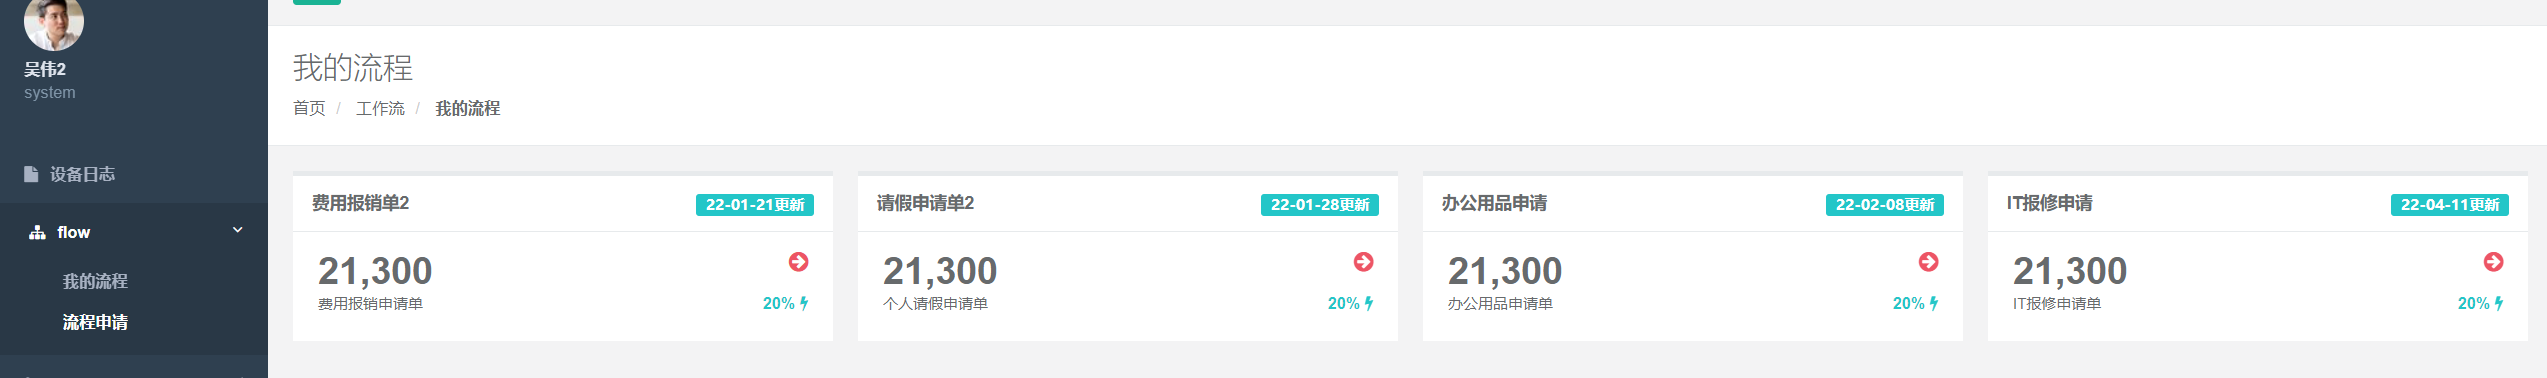 吴伟2
system
设备日志
flow
我的流程
流程申请
我的流程
首页 / 工作流 / 我的流程
费用报销单2 22-01-21更新
21,300
费用报销申请单 20%
请假申请单2 22-01-28更新
21,300
个人请假申请单 20%
办公用品申请 22-02-08更新
21,300
办公用品申请单 20%
IT报修申请 22-04-11更新
21,300
IT报修申请单 20%